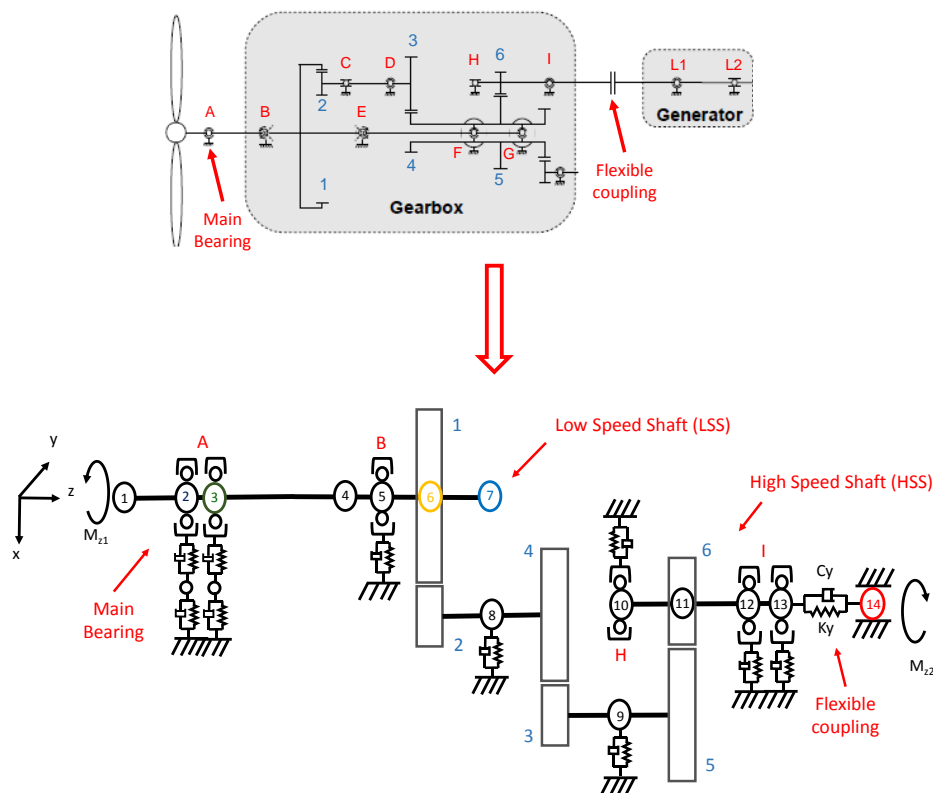 3
6
C
D
H
I
L1
L2
2
A
B
E
Generator
F
G
4
5
Flexible
coupling
1
Main
Bearing
Gearbox
y
z
x
Mz1
A
B
1
Low Speed Shaft (LSS)
1
2
3
4
5
6
7
High Speed Shaft (HSS)
Main
Bearing
4
6
I
Cy
Ky
8
2
10
11
12
13
14
H
Mz2
Flexible
coupling
3
9
5